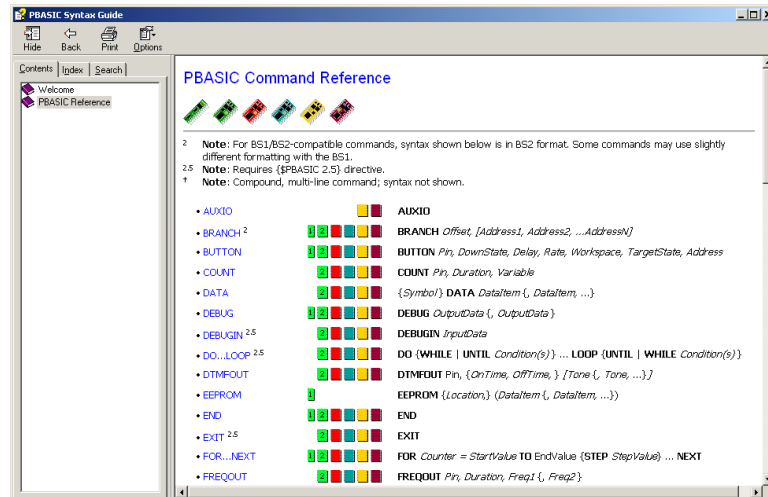 PBASIC Syntax Guide
Hide Back Print Options
Contents Index Search
Welcome
PBASIC Reference
PBASIC Command Reference
2 Note: For BS1/BS2-compatible commands, syntax shown below is in BS2 format. Some commands may use slightly
different formatting with the BS1.
2.5 Note: Requires {$PBASIC 2.5} directive.
† Note: Compound, multi-line command; syntax not shown.
• AUXIO AUXIO
• BRANCH 2 1 2 BRANCH Offset, [Address1, Address2, ...AddressN]
• BUTTON 1 2 BUTTON Pin, DownState, Delay, Rate, Workspace, TargetState, Address
• COUNT 2 COUNT Pin, Duration, Variable
• DATA 2 {Symbol} DATA DataItem {, DataItem, ...}
• DEBUG 1 2 DEBUG OutputData {, OutputData}
• DEBUGIN 2.5 2 DEBUGIN InputData
• DO...LOOP 2.5 2 DO {WHILE | UNTIL Condition(s)} ... LOOP {UNTIL | WHILE Condition(s)}
• DTMFOUT 2 DTMFOUT Pin, {OnTime, OffTime, } [Tone {, Tone, ...}]
• EEPROM 1 EEPROM {Location,} (DataItem {, DataItem, ...})
• END 1 2 END
• EXIT 2.5 2 EXIT
• FOR...NEXT 1 2 FOR Counter = StartValue TO EndValue {STEP StepValue} ... NEXT
• FREQOUT 2 FREQOUT Pin, Duration, Freq1 {, Freq2}